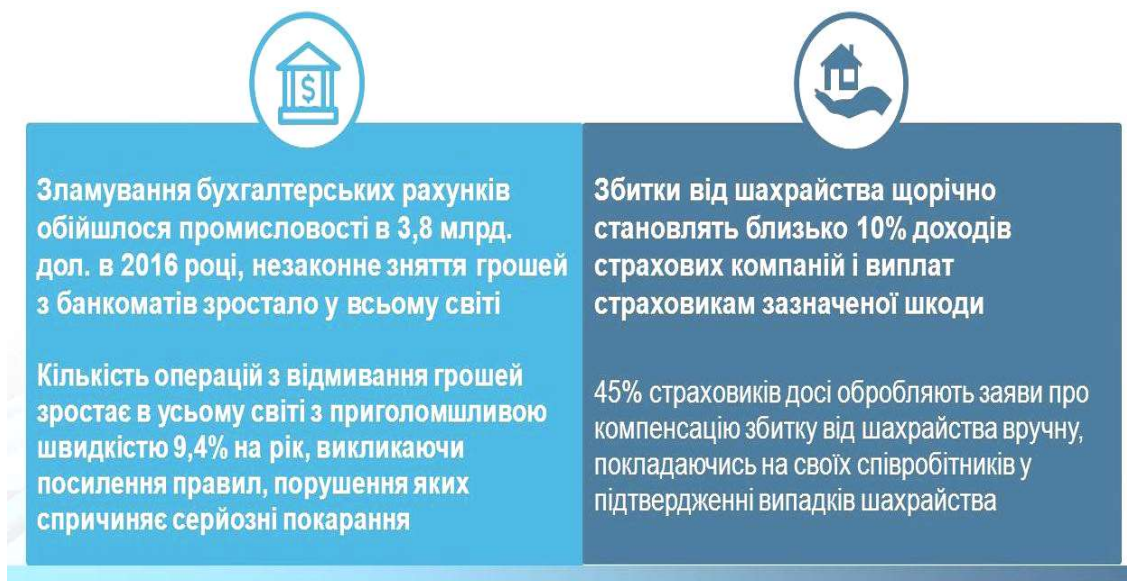 $
Зламування бухгалтерських рахунків
обійшлося промисловості в 3,8 млрд.
дол. в 2016 році, незаконне зняття грошей
з банкоматів зростало у всьому світі
Кількість операцій з відмивання грошей
зростає в усьому світі з приголомшливою
швидкістю 9,4% на рік, викликаючи
посилення правил, порушення яких
спричиняє серйозні покарання
Збитки від шахрайства щорічно
становлять близько 10% доходів
страхових компаній і виплат
страховикам зазначеної шкоди
45% страховиків досі обробляють заяви про
компенсацію збитку від шахрайства вручну,
покладаючись на своїх співробітників у
підтвердженні випадків шахрайства